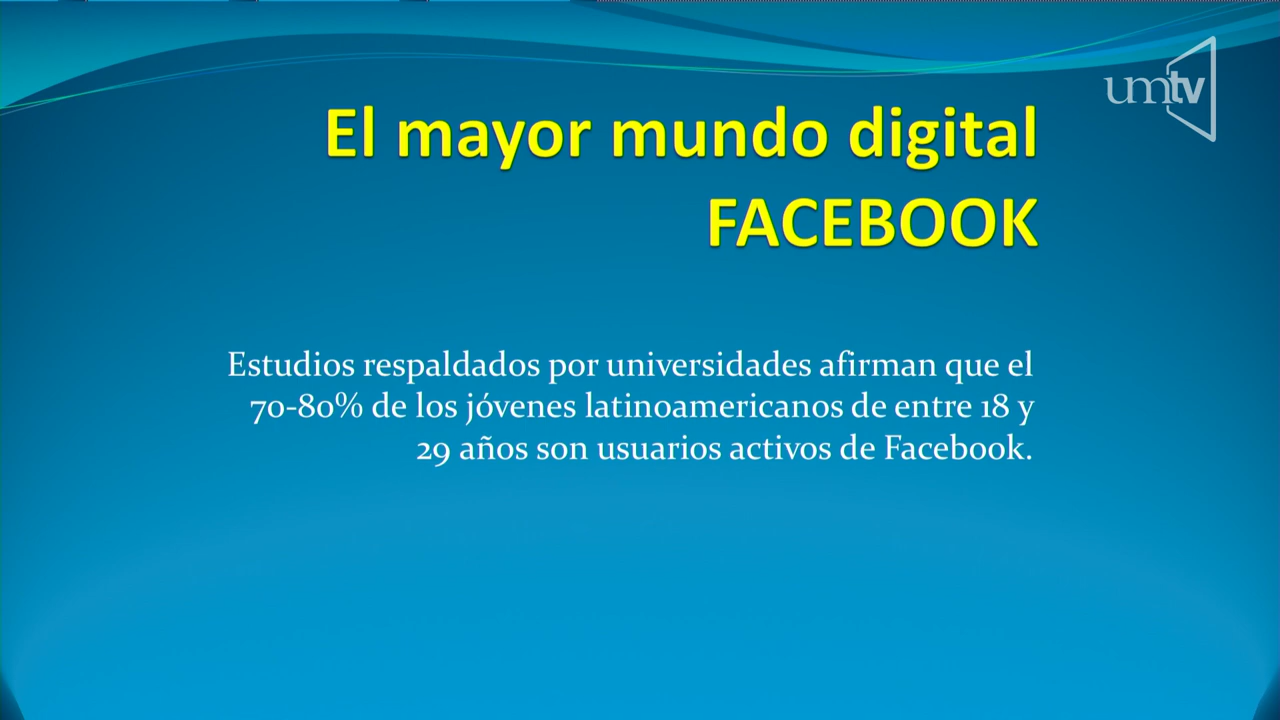 umtv
El mayor mundo digital
FACEBOOK
Estudios respaldados por universidades afirman que el
70-80% de los jóvenes latinoamericanos de entre 18 y
29 años son usuarios activos de Facebook.